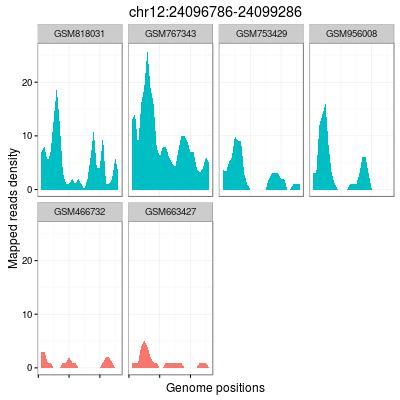 chr12:24096786-24099286
GSM818031 GSM767343 GSM753429 GSM956008
20
10
0
Mapped reads density
GSM466732 GSM663427
20
10
0
Genome positions